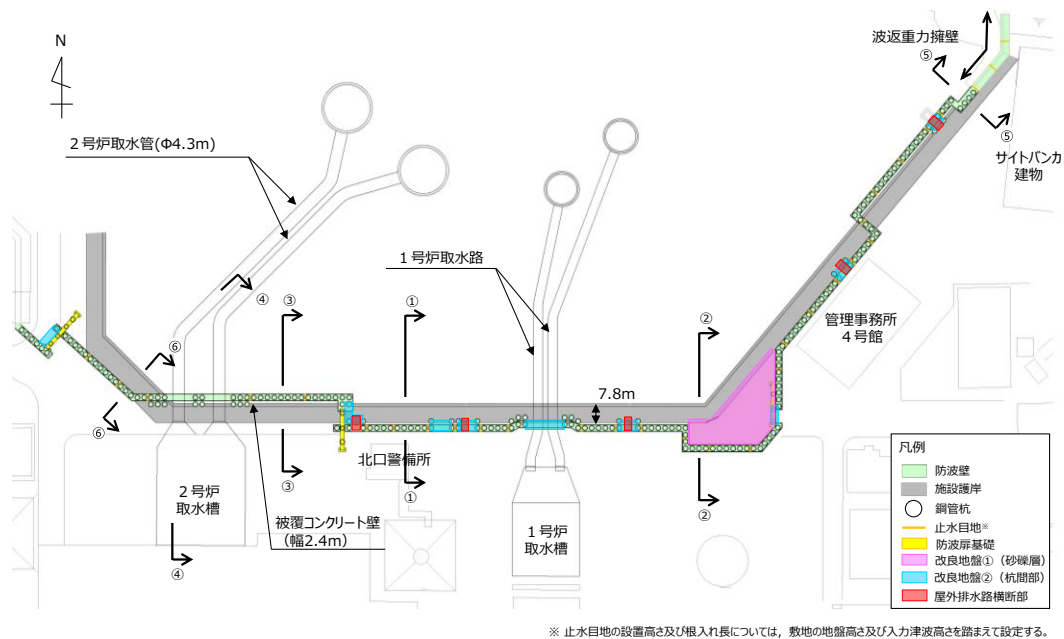 N
波返重力擁壁
⑤
⑤
サイトバンカ
建物
2号炉取水管(Φ4.3m)
1号炉取水路
④
③
①
②
管理事務所
4号館
⑥
7.8m
⑥
北口警備所
③
①
②
2号炉
取水槽
被覆コンクリート壁
(幅2.4m)
1号炉
取水槽
④
凡例
防波壁
施設護岸
鋼管杭
止水目地※
防波扉基礎
改良地盤①(砂礫層)
改良地盤②(杭間部)
屋外排水路横断部
※ 止水目地の設置高さ及び根入れ長については,敷地の地盤高さ及び入力津波高さを踏まえて設定する。